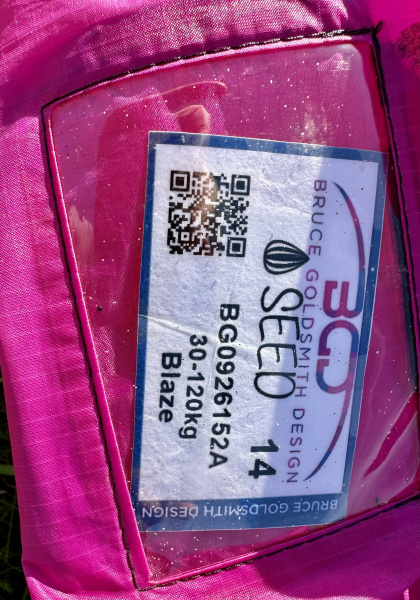 BGD
BRUCE GOLDSMITH DESIGN
SEED 14
BG0926152A
30-120kg
Blaze
BRUCE GOLDSMITH DESIGN